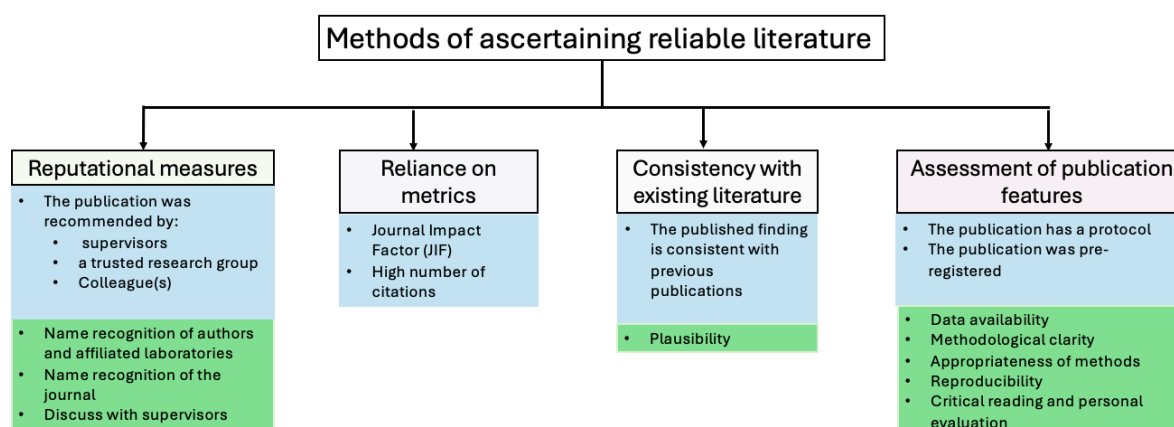 Methods of ascertaining reliable literature
Reputational measures
• The publication was
recommended by:
• supervisors
• a trusted research group
• Colleague(s)
• Name recognition of authors
and affiliated laboratories
• Name recognition of the
journal
• Discuss with supervisors
Reliance on
metrics
• Journal Impact
Factor (JIF)
• High number of
citations
Consistency with
existing literature
• The published finding
is consistent with
previous
publications
• Plausibility
Assessment of publication
features
• The publication has a protocol
• The publication was pre-
registered
• Data availability
• Methodological clarity
• Appropriateness of methods
• Reproducibility
• Critical reading and personal
evaluation